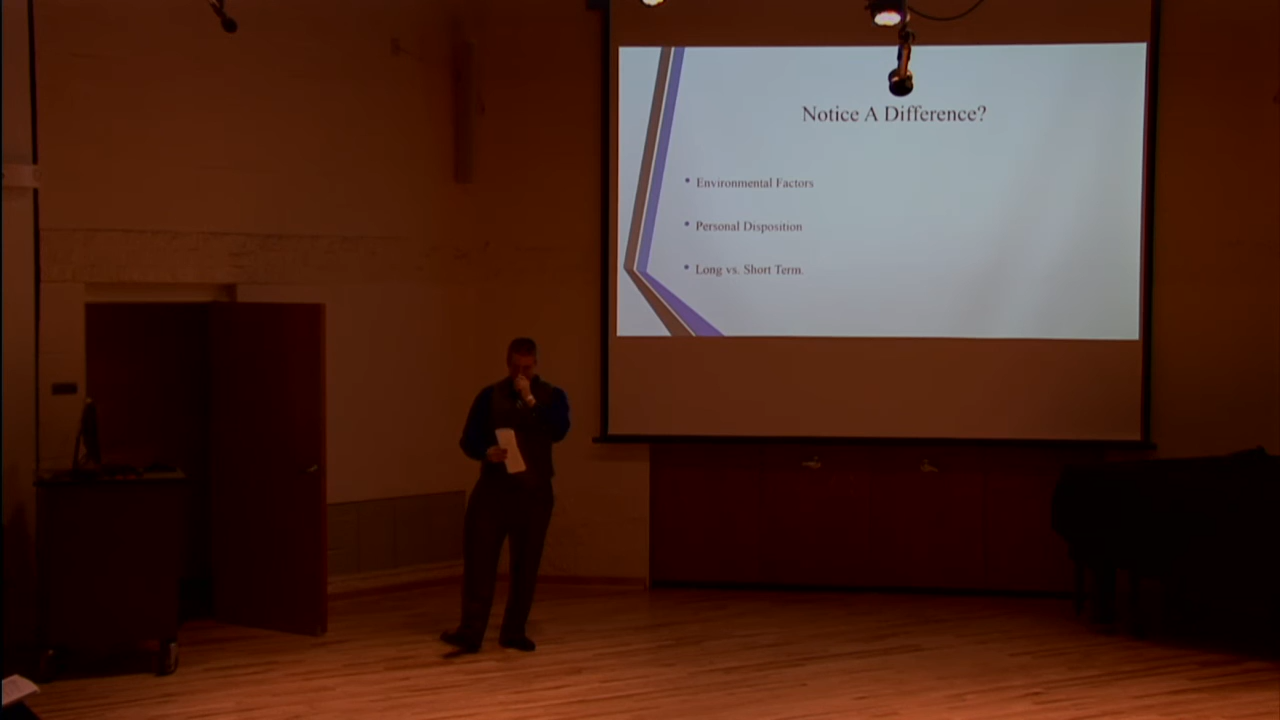 Notice A Difference?
• Environmental Factors
• Personal Disposition
• Long vs. Short Term.